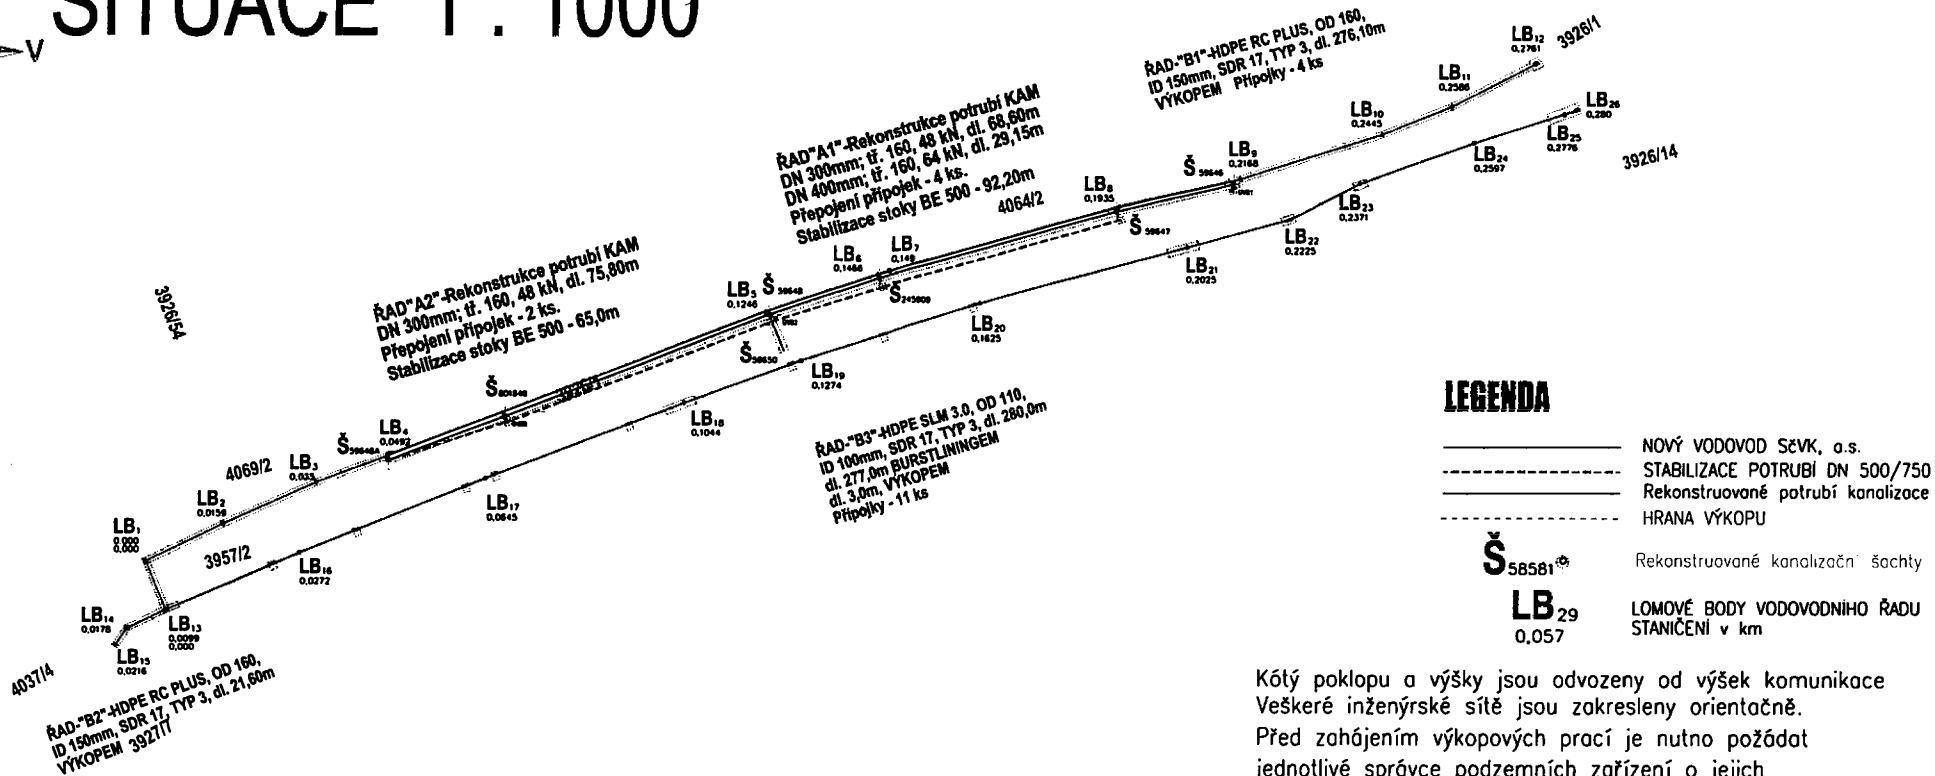 SITUACE 1 : 1000
V
ŘAD-"B1"-HDPE RC PLUS, OD 160,
ID 150mm, SDR 17, TYP 3, dl. 276,10m
VÝKOPEM Přípojky - 4 ks
LB12
0,2761
3926/1
LB11
0,2586
LB10
0,2445
LB26
0,280
LB25
0,2776
LB24
0,2597
3926/14
LB23
0,2371
LB22
0,2225
LB21
0,2025
LB9
0,2168
Š59646
LB8
0,1935
Š59647
ŘAD"A1"-Rekonstrukce potrubí KAM
DN 300mm; tř. 160, 48 kN, dl. 68,60m
DN 400mm; tř. 160, 64 kN, dl. 29,15m
Přepojení přípojek - 4 ks.
Stabilizace stoky BE 500 - 92,20m
4064/2
LB7
0,149
LB6
0,1466
Š245909
LB20
0,1625
ŘAD"A2"-Rekonstrukce potrubí KAM
DN 300mm; tř. 160, 48 kN, dl. 75,80m
Přepojení přípojek - 2 ks.
Stabilizace stoky BE 500 - 65,0m
3926/54
LB5
0,1246
Š59648
Š59650
LB19
0,1274
LB18
0,1044
ŘAD-"B3"-HDPE SLM 3.0, OD 110,
ID 100mm, SDR 17, TYP 3, dl. 280,0m
dl. 277,0m BURSTLININGEM
dl. 3,0m, VÝKOPEM
Přípojky - 11 ks
LB4
0,0492
LB3
0,033
4069/2
LB2
0,0156
LB1
0,000
0,000
3957/2
LB17
0,0645
LB16
0,0272
LB14
0,0178
LB13
0,0099
0,000
LB15
0,0216
4037/4
ŘAD-"B2"-HDPE RC PLUS, OD 160,
ID 150mm, SDR 17, TYP 3, dl. 21,60m
VÝKOPEM 3927/7
LEGENDA
NOVÝ VODOVOD SčVK, a.s.
STABILIZACE POTRUBÍ DN 500/750
Rekonstruované potrubí kanalizace
HRANA VÝKOPU
Š58581 Rekonstruované kanalizační šachty
LB29
0,057
LOMOVÉ BODY VODOVODNÍHO ŘADU
STANIČENÍ v km
Kótý poklopu a výšky jsou odvozeny od výšek komunikace
Veškeré inženýrské sítě jsou zakresleny orientačně.
Před zahájením výkopových prací je nutno požádat
jednotlivé správce podzemních zařízení o jejich